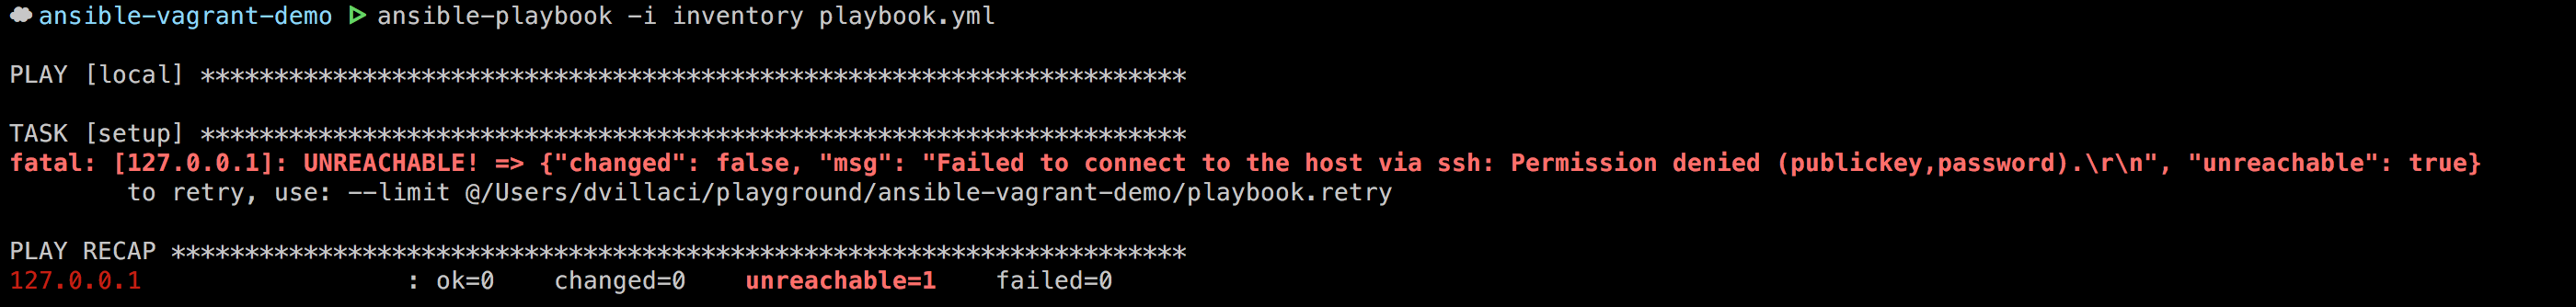 ansible-vagrant-demo ▷ ansible-playbook -i inventory playbook.yml
PLAY [local] *******************************************************************
TASK [setup] *******************************************************************
fatal: [127.0.0.1]: UNREACHABLE! => {"changed": false, "msg": "Failed to connect to the host via ssh: Permission denied (publickey,password).\r\n", "unreachable": true}
to retry, use: --limit @/Users/dvillaci/playground/ansible-vagrant-demo/playbook.retry
PLAY RECAP *********************************************************************
127.0.0.1 : ok=0 changed=0 unreachable=1 failed=0